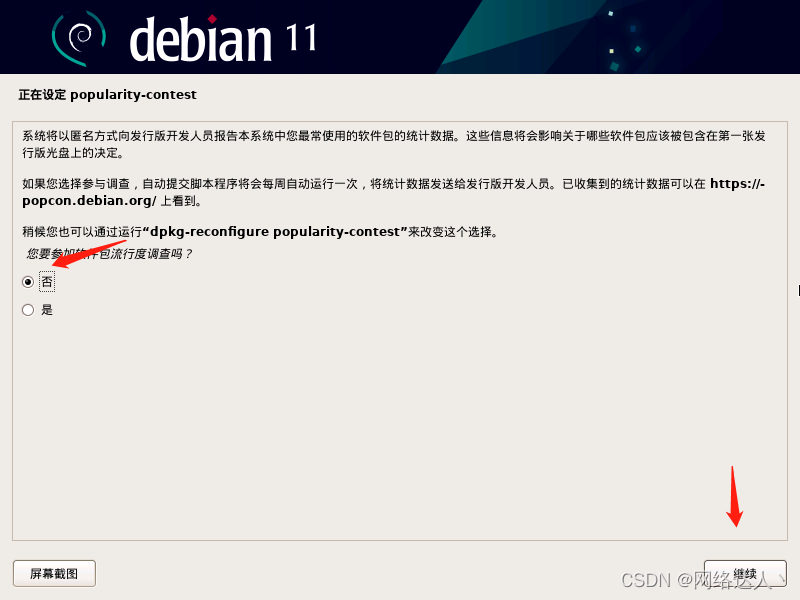 debian 11
正在设定 popularity-contest
系统将以匿名方式向发行版开发人员报告本系统中您最常使用的软件包的统计数据。这些信息将会影响关于哪些软件包应该被包含在第一张发
行版光盘上的决定。
如果您选择参与调查，自动提交脚本程序将会每周自动运行一次，将统计数据发送给发行版开发人员。已收集到的统计数据可以在 https://-
popcon.debian.org/ 上看到。
稍候您也可以通过运行“dpkg-reconfigure popularity-contest”来改变这个选择。
您要参加软件包流行度调查吗？
否
是
屏幕截图
继续
CSDN @网络达人